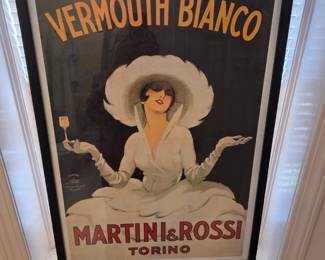 VERMOUTH BIANCO
MARTINI & ROSSI
TORINO